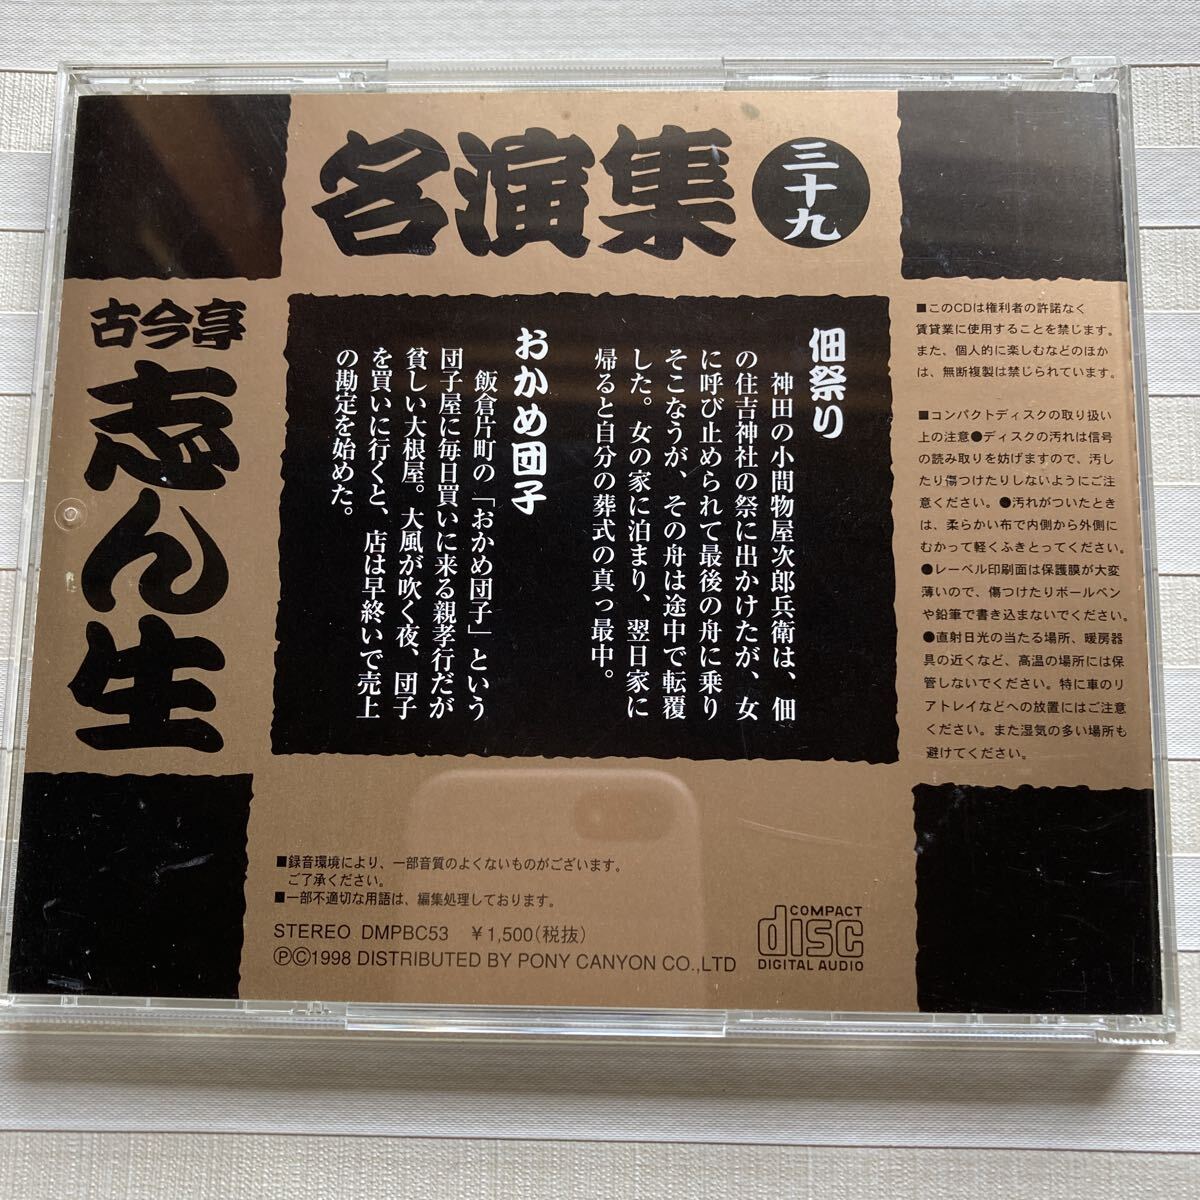 名演集 三十九
古今亭 志ん生
佃祭り
神田の小間物屋次郎兵衛は、佃
の住吉神社の祭に出かけたが、女
に呼び止められて最後の舟に乗り
そこなうが、その舟は途中で転覆
した。女の家に泊まり、翌日家に
帰ると自分の葬式の真っ最中。
おかめ団子
飯倉片町の「おかめ団子」という
団子屋に毎日買いに来る親孝行だが
貧しい大根屋。大風が吹く夜、団子
を買いに行くと、店は早終いで売上
の勘定を始めた。
■このCDは権利者の許諾なく
賃貸業に使用することを禁じます。
また、個人的に楽しむなどのほか
は、無断複製は禁じられています。
■コンパクトディスクの取り扱い
上の注意●ディスクの汚れは信号
の読み取りを妨げますので、汚し
たり傷つけたりしないようにご注
意ください。●汚れがついたとき
は、柔らかい布で内側から外側に
むかって軽くふきとってください。
●レーベル印刷面は保護膜が大変
薄いので、傷つけたりボールペン
や鉛筆で書き込まないでください。
●直射日光の当たる場所、暖房器
具の近くなど、高温の場所には保
管しないでください。特に車のリ
アトレイなどへの放置にはご注意
ください。また湿気の多い場所も
避けてください。
■録音環境により、一部音質のよくないものがございます。
ご了承ください。
■一部不適切な用語は、編集処理しております。
STEREO DMPBC53 ¥1,500(税抜)
ⓅⒸ1998 DISTRIBUTED BY PONY CANYON CO.,LTD
COMPACT
disc
DIGITAL AUDIO